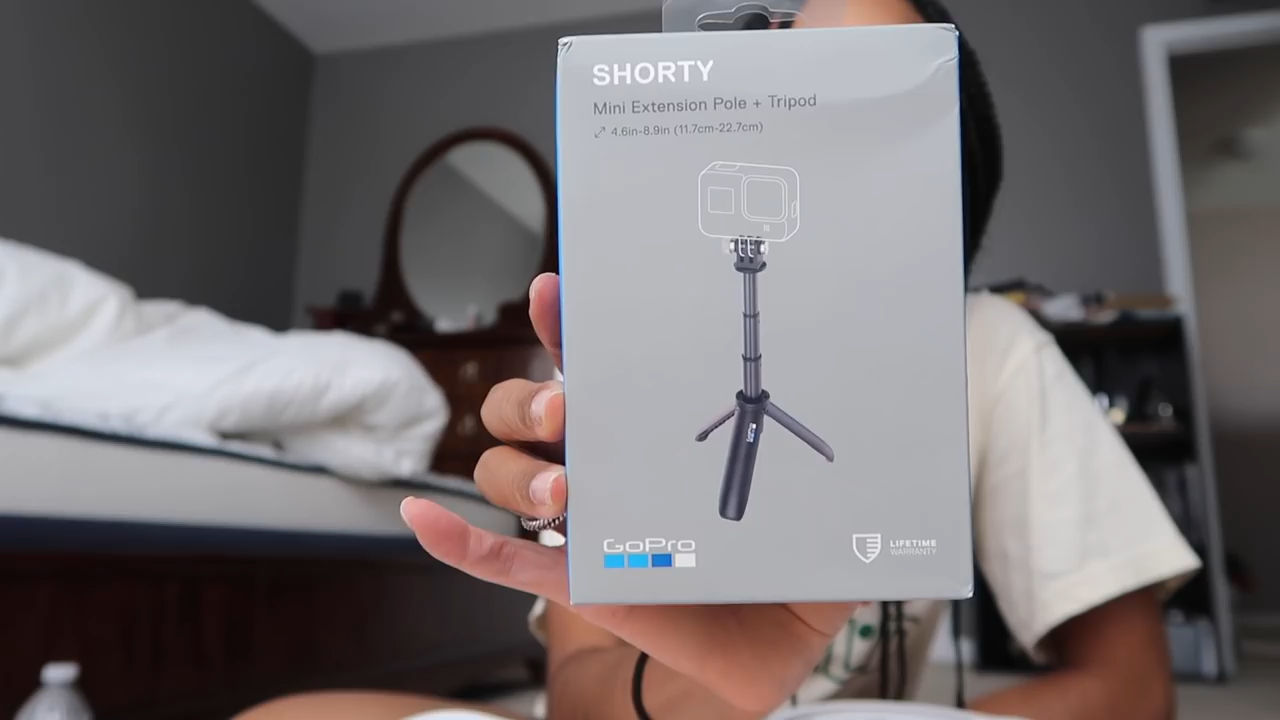 SHORTY
Mini Extension Pole + Tripod
4.6in-8.9in (11.7cm-22.7cm)
GoPro
LIFETIME
WARRANTY